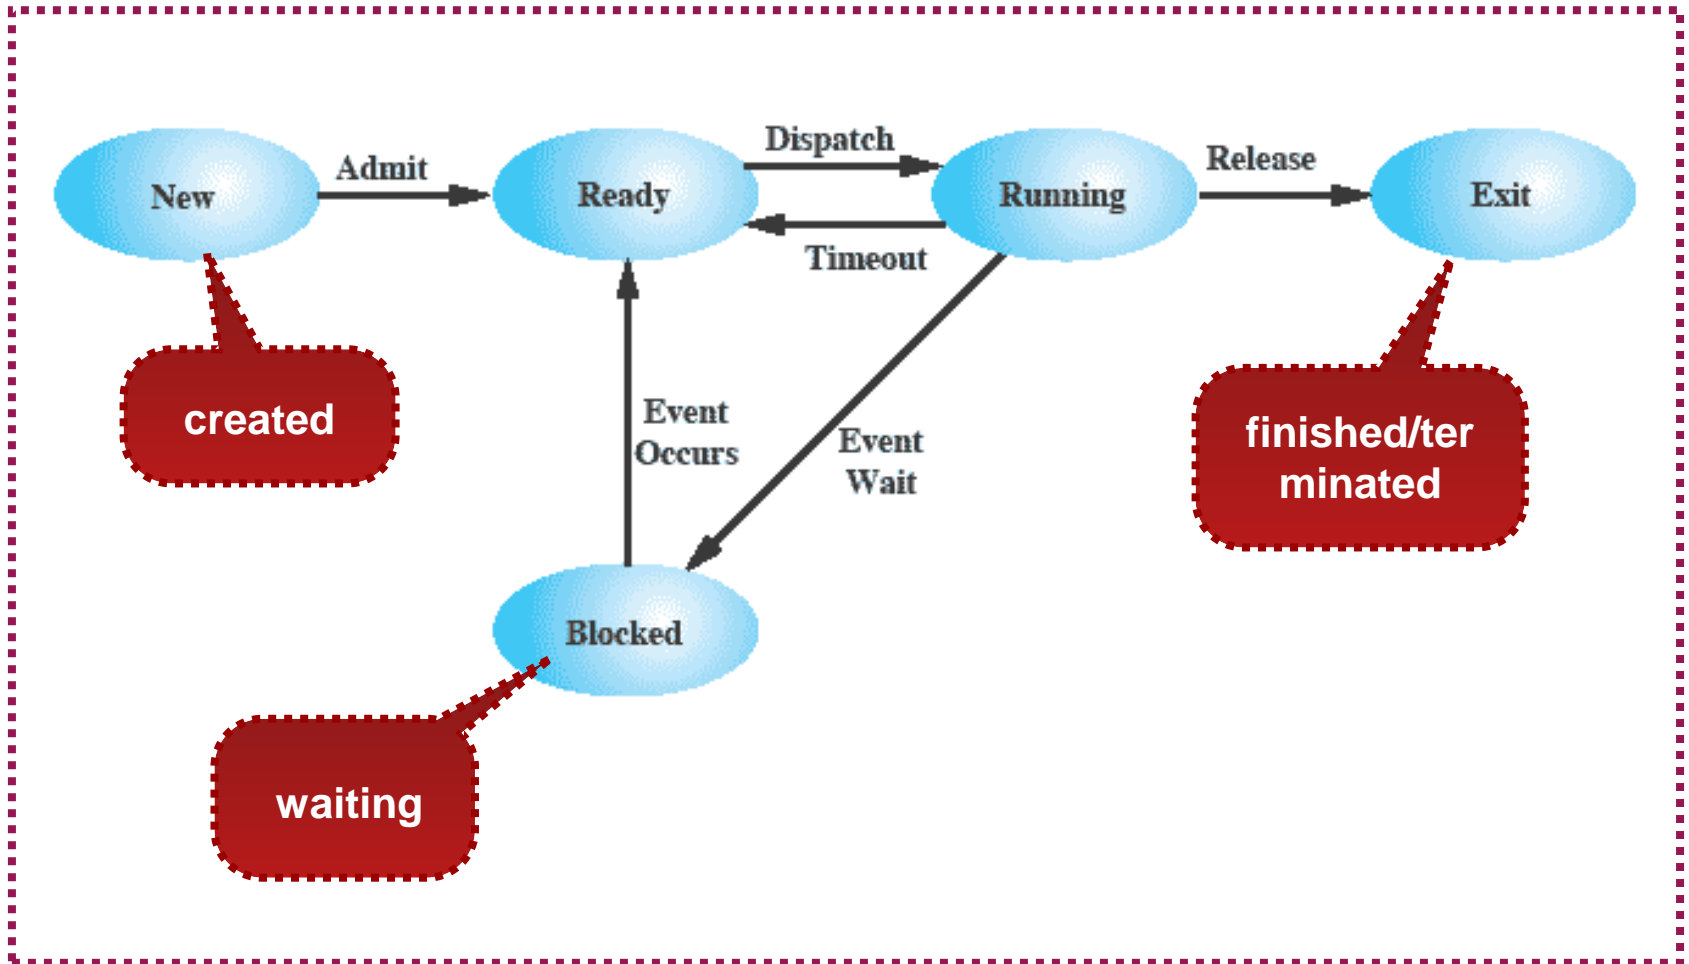 Dispatch
Admit
Release
New
Ready
Running
Exit
Timeout
created
Event
Occurs
Event
Wait
finished/ter
minated
Blocked
waiting